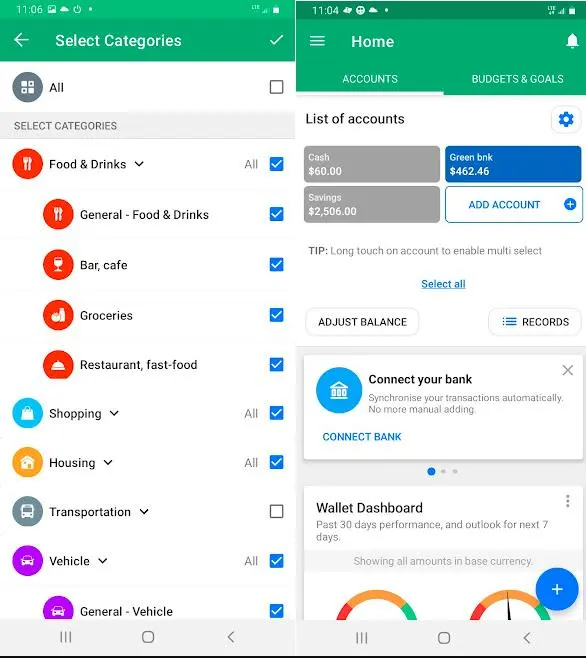 11:06
LTE
Select Categories
All
SELECT CATEGORIES
Food & Drinks
All
General - Food & Drinks
Bar, cafe
Groceries
Restaurant, fast-food
Shopping
All
Housing
All
Transportation
Vehicle
All
General - Vehicle
11:04
LTE
Home
ACCOUNTS
BUDGETS & GOALS
List of accounts
Cash
$60.00
Green bnk
$462.46
Savings
$2,506.00
ADD ACCOUNT
TIP: Long touch on account to enable multi select
Select all
ADJUST BALANCE
RECORDS
Connect your bank
Synchronise your transactions automatically.
No more manual adding.
CONNECT BANK
Wallet Dashboard
Past 30 days performance, and outlook for next 7
days.
Showing all amounts in base currency.